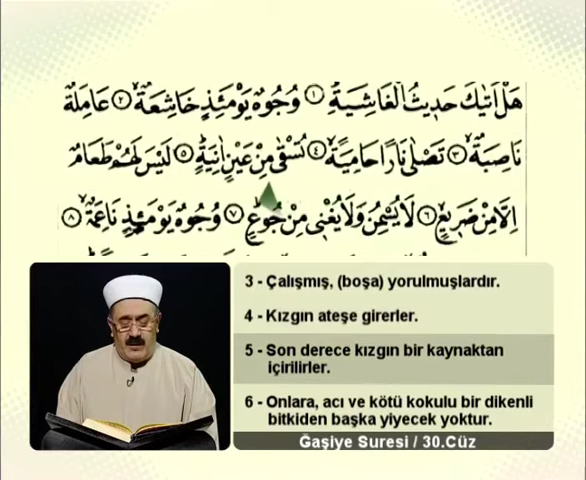 هَلْ اَتٰيكَ حَدٖيثُ الْغَاشِيَةِۜ ﴿١﴾ وُجُوهٌ يَوْمَئِذٍ خَاشِعَةٌۙ ﴿٢﴾ عَامِلَةٌ
نَاصِبَةٌۙ ﴿٣﴾ تَصْلٰى نَارًا حَامِيَةًۙ ﴿٤﴾ تُسْقٰى مِنْ عَيْنٍ اٰنِيَةٍۜ ﴿٥﴾ لَيْسَ لَهُمْ طَعَامٌ
اِلَّا مِنْ ضَرٖيعٍۙ ﴿٦﴾ لَا يُسْمِنُ وَلَا يُغْنٖى مِنْ جُوعٍۜ ﴿٧﴾ وُجُوهٌ يَوْمَئِذٍ نَاعِمَةٌۙ ﴿٨﴾
3 - Çalışmış, (boşa) yorulmuşlardır.
4 - Kızgın ateşe girerler.
5 - Son derece kızgın bir kaynaktan
içirilirler.
6 - Onlara, acı ve kötü kokulu bir dikenli
bitkiden başka yiyecek yoktur.
Ğaşiye Suresi / 30.Cüz